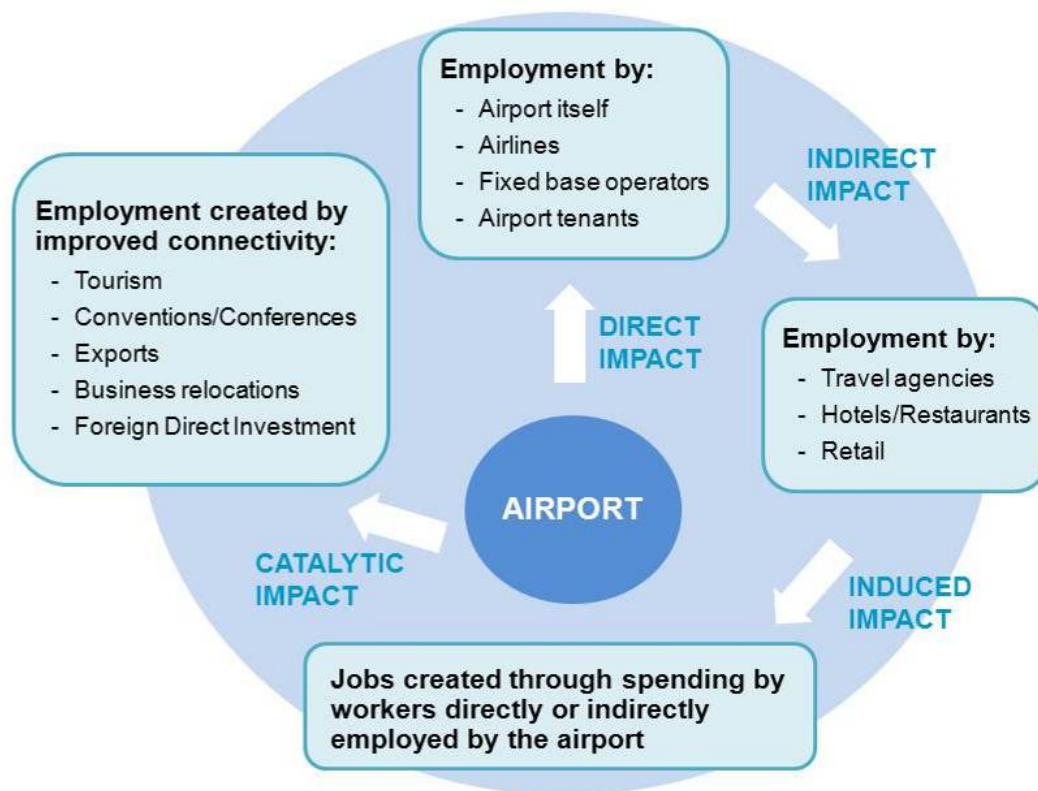 Employment by:
- Airport itself
- Airlines
- Fixed base operators
- Airport tenants
INDIRECT
IMPACT
Employment created by
improved connectivity:
- Tourism
- Conventions/Conferences
- Exports
- Business relocations
- Foreign Direct Investment
DIRECT
IMPACT
Employment by:
- Travel agencies
- Hotels/Restaurants
- Retail
AIRPORT
CATALYTIC
IMPACT
INDUCED
IMPACT
Jobs created through spending by
workers directly or indirectly
employed by the airport